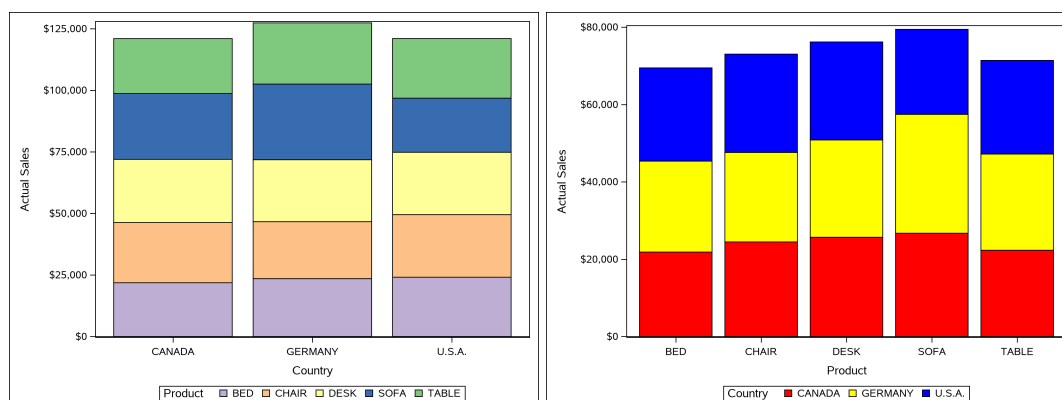 $125,000
$100,000
$75,000
$50,000
$25,000
$0
Actual Sales
CANADA GERMANY U.S.A.
Country
Product BED CHAIR DESK SOFA TABLE
$80,000
$60,000
$40,000
$20,000
$0
Actual Sales
BED CHAIR DESK SOFA TABLE
Product
Country CANADA GERMANY U.S.A.